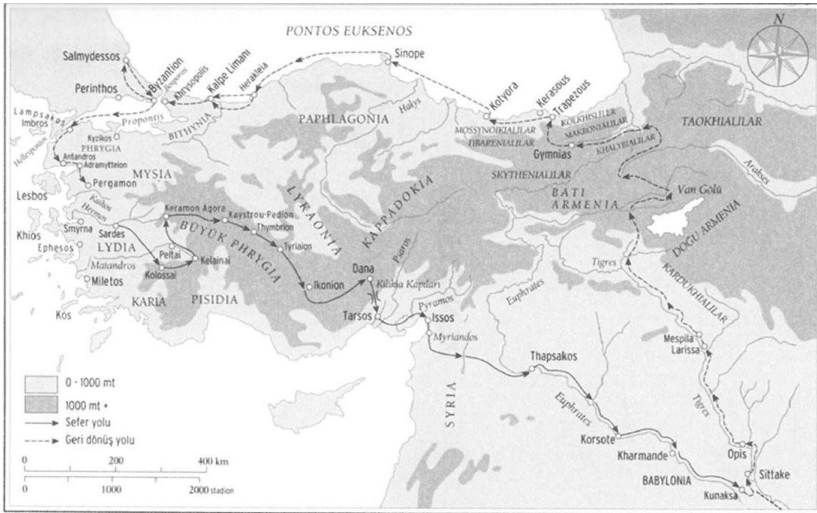 PONTOS EUKSENOS
N
Salmydessos
Byzantion
Bosporos
Khrysopolis
Kalpe Limani
Herakleia
Sinope
Perinthos
Kotyora
Kerasous
Trapezous
Lampsakos
Imbros
Propontis
BITHYNIA
PAPHLAGONIA
Halys
MOSSYNOIKIALILAR
TIBARENIALILAR
KOLKHISLILER
MAKRONIALILAR
KHALYBIALILAR
TAOKHIALILAR
Hellespontos
Kyzikos
PHRYGIA
Gymnias
Antandros
Adramytteion
SKYTHENIALILAR
MYSIA
Pergamon
BATI
ARMENIA
Van Gölü
Arakses
Lesbos
Kaikos
Hermos
Keramon Agora
Kaystrou-Pedion
LYKAONIA
KAPPADOKIA
DOĞU ARMENIA
Smyrna
Sardes
BÜYÜK PHRYGIA
Thymbrion
Khios
Ephesos
LYDIA
Peltai
Tyriaion
Tigres
KARDUKHIALILAR
Matandros
Kolossai
Kelainai
Ikonion
Dana
Kilikia Kapıları
Euphrates
Miletos
KARIA
PISIDIA
Pyramos
Kos
Tarsos
Issos
Myriandos
Mespila
Larissa
SYRIA
Thapsakos
Euphrates
Tigres
0 - 1000 mt
1000 mt +
Sefer yolu
Geri dönüş yolu
Korsote
Kharmande
Opis
Sittake
BABYLONIA
Kunaksa
0 200 400 km
0 1000 2000 stadion